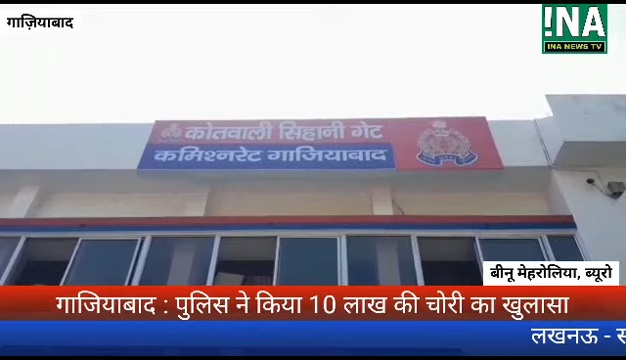 गाज़ियाबाद
INA
INA NEWS TV
कोतवाली सिहानी गेट
कमिश्नरेट गाजियाबाद
बीनू मेहरोलिया, ब्यूरो
गाजियाबाद : पुलिस ने किया 10 लाख की चोरी का खुलासा
लखनऊ -